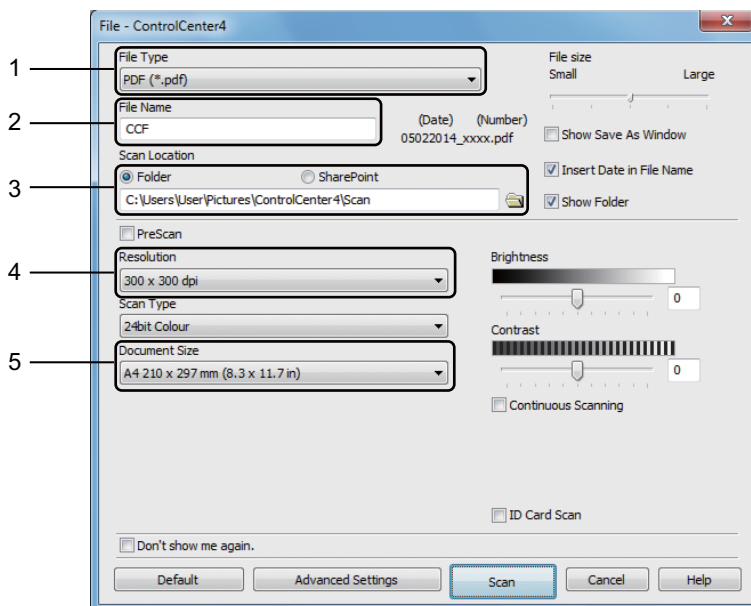 File - ControlCenter4
File Type
1
PDF (*.pdf)
File size
Small Large
File Name
2
CCF
(Date) (Number)
05022014_xxxx.pdf
Show Save As Window
Scan Location
Insert Date in File Name
3
Folder SharePoint
C:\Users\User\Pictures\ControlCenter4\Scan
Show Folder
PreScan
4
Resolution
300 x 300 dpi
Brightness
0
Scan Type
24bit Colour
Contrast
0
5
Document Size
A4 210 x 297 mm (8.3 x 11.7 in)
Continuous Scanning
ID Card Scan
Don't show me again.
Default Advanced Settings Scan Cancel Help